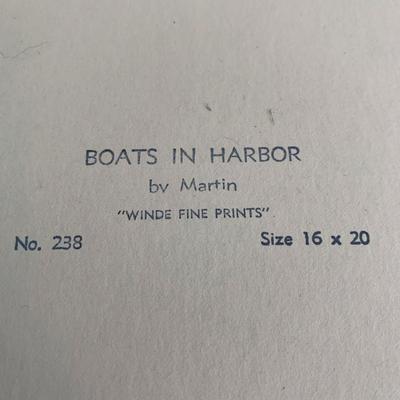 BOATS IN HARBOR
by Martin
"WINDE FINE PRINTS".
No. 238 Size 16 x 20